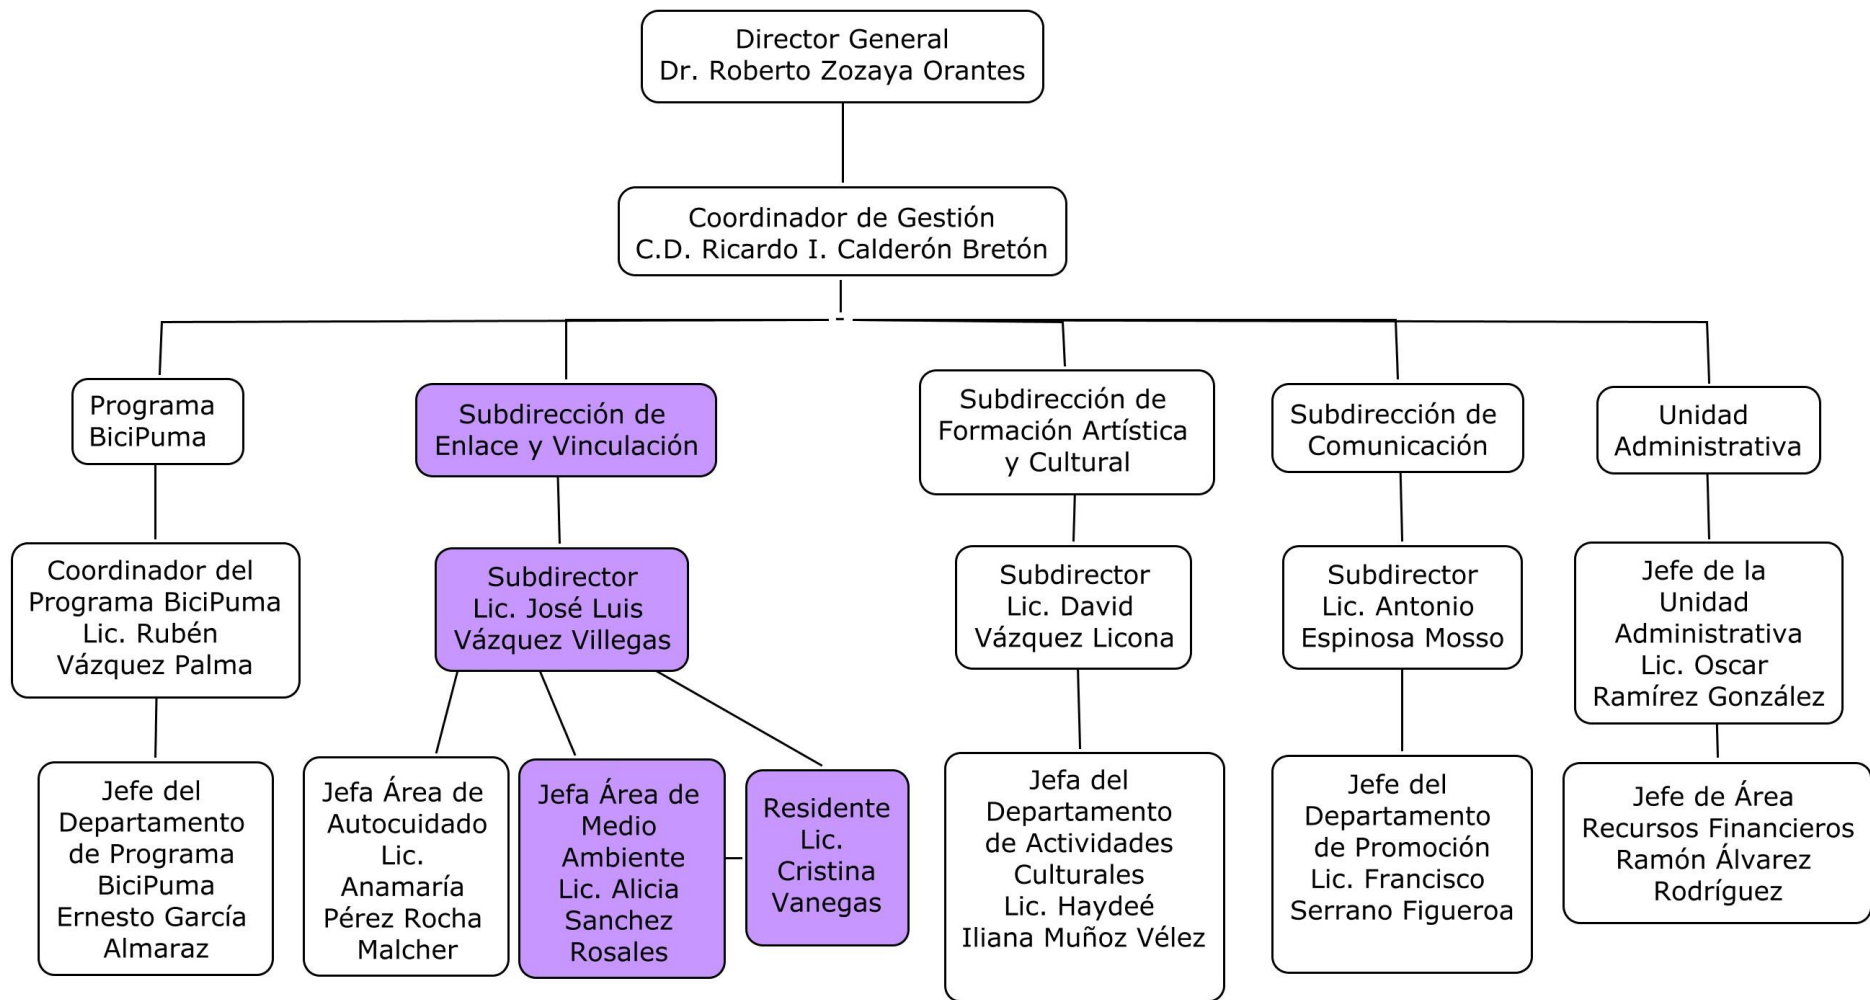 Director General
Dr. Roberto Zozaya Orantes
Coordinador de Gestión
C.D. Ricardo I. Calderón Bretón
Programa
BiciPuma
Subdirección de
Enlace y Vinculación
Subdirección de
Formación Artística
y Cultural
Subdirección de
Comunicación
Unidad
Administrativa
Coordinador del
Programa BiciPuma
Lic. Rubén
Vázquez Palma
Subdirector
Lic. José Luis
Vázquez Villegas
Subdirector
Lic. David
Vázquez Licona
Subdirector
Lic. Antonio
Espinosa Mosso
Jefe de la
Unidad
Administrativa
Lic. Oscar
Ramírez González
Jefe del
Departamento
de Programa
BiciPuma
Ernesto García
Almaraz
Jefa Área de
Autocuidado
Lic.
Anamaría
Pérez Rocha
Malcher
Jefa Área de
Medio
Ambiente
Lic. Alicia
Sanchez
Rosales
Residente
Lic.
Cristina
Vanegas
Jefa del
Departamento
de Actividades
Culturales
Lic. Haydeé
Iliana Muñoz Vélez
Jefe del
Departamento
de Promoción
Lic. Francisco
Serrano Figueroa
Jefe de Área
Recursos Financieros
Ramón Álvarez
Rodríguez